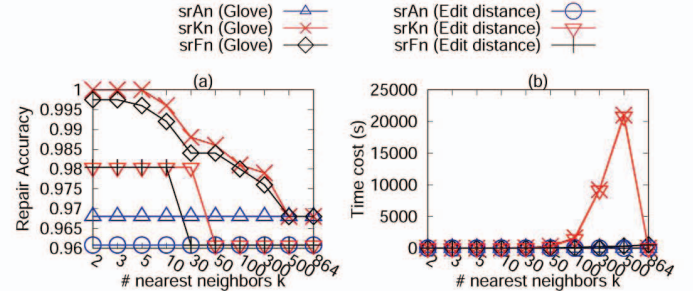 srAn (Glove)
srKn (Glove)
srFn (Glove)
srAn (Edit distance)
srKn (Edit distance)
srFn (Edit distance)
(a)
Repair Accuracy
1
0.995
0.99
0.985
0.98
0.975
0.97
0.965
0.96
2 3 5 10 30 50 100 200 300 500 864
# nearest neighbors k
(b)
Time cost (s)
25000
20000
15000
10000
5000
0
2 3 5 10 30 50 100 300 500 864
# nearest neighbors k